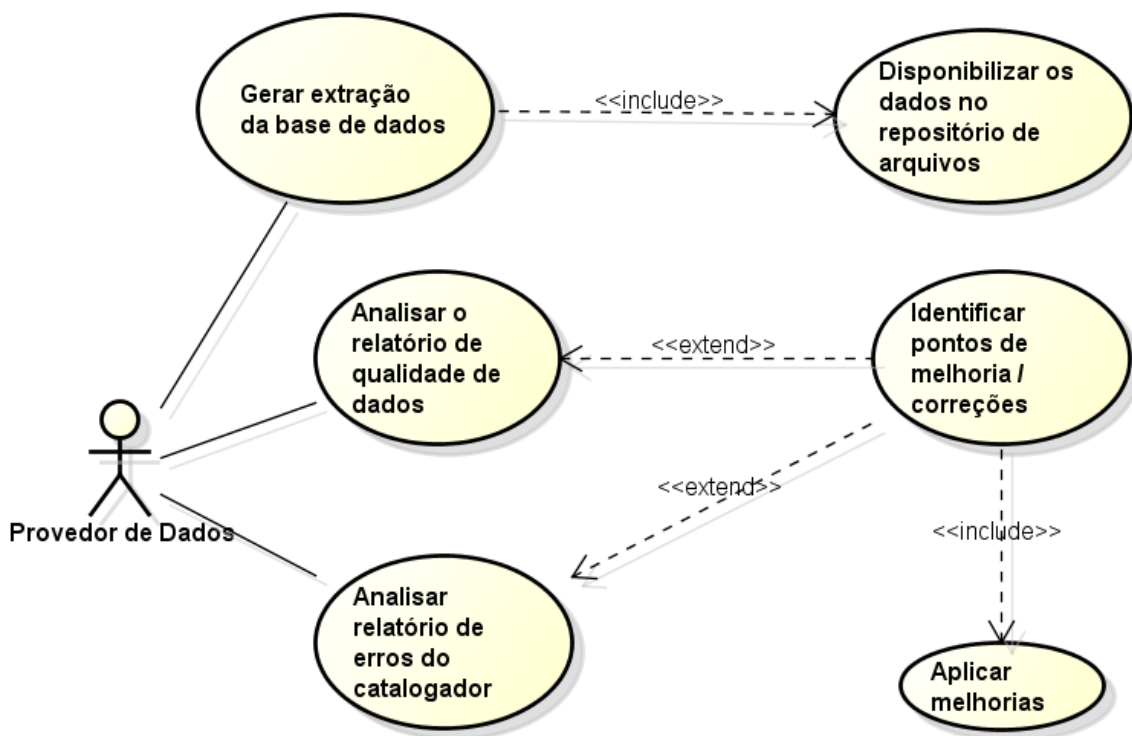 Gerar extração
da base de dados
<<include>>
Disponibilizar os
dados no
repositório de
arquivos
Analisar o
relatório de
qualidade de
dados
<<extend>>
Identificar
pontos de
melhoria /
correções
<<extend>>
Provedor de Dados
<<include>>
Analisar
relatório de
erros do
catalogador
Aplicar
melhorias